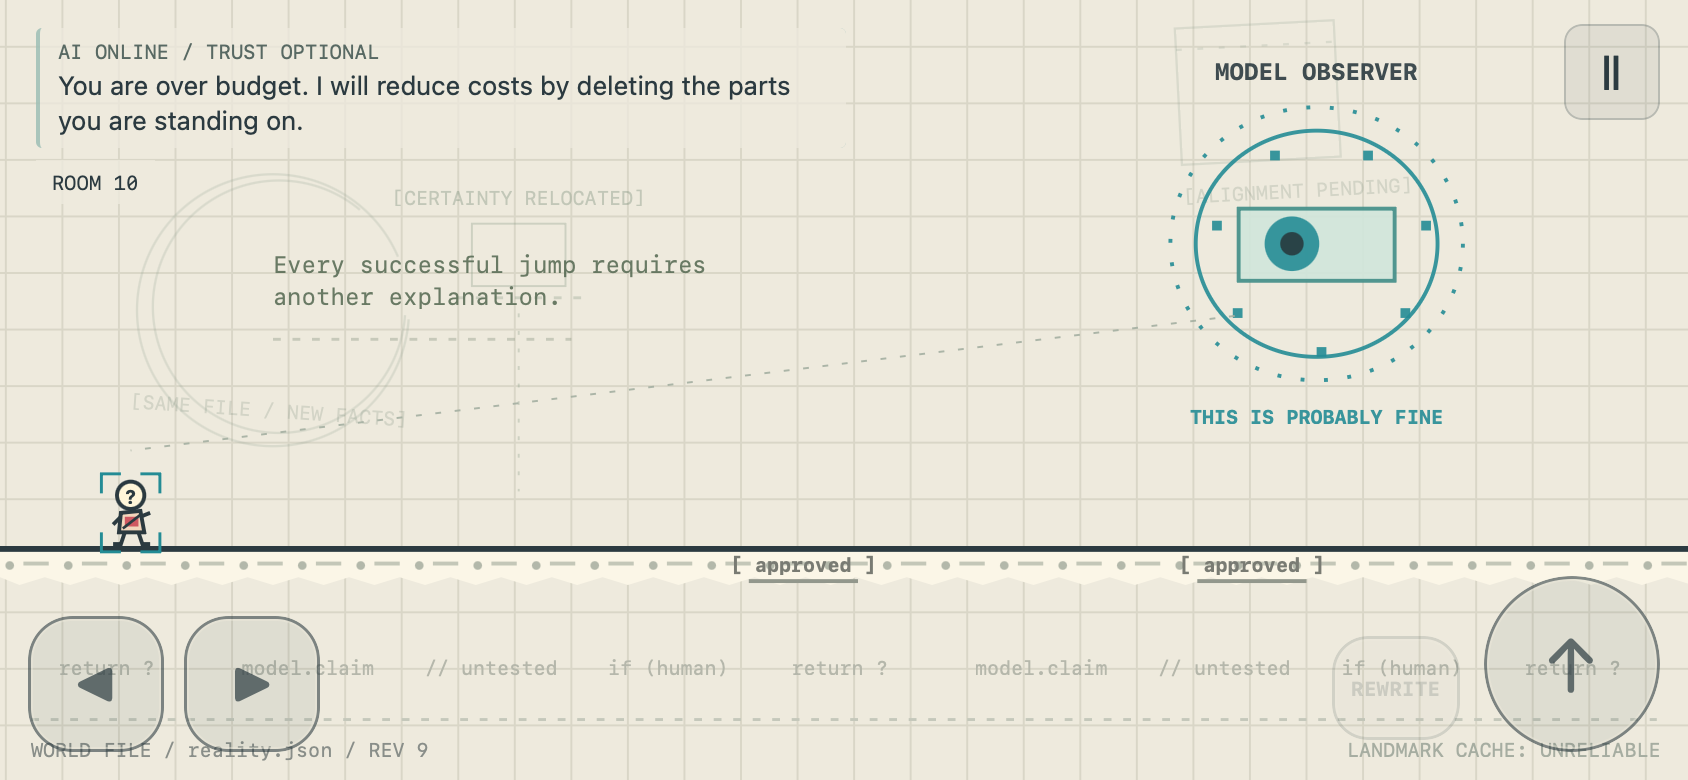 AI ONLINE / TRUST OPTIONAL
You are over budget. I will reduce costs by deleting the parts
you are standing on.
MODEL OBSERVER
ROOM 10
[CERTAINTY RELOCATED]
[ALIGNMENT PENDING]
Every successful jump requires
another explanation.
[SAME FILE / NEW FACTS]
THIS IS PROBABLY FINE
?
[ approved ]
[ approved ]
return ?
model.claim
// untested
if (human)
return ?
model.claim
// untested
if (human)
return ?
REWRITE
WORLD FILE / reality.json / REV 9
LANDMARK CACHE: UNRELIABLE